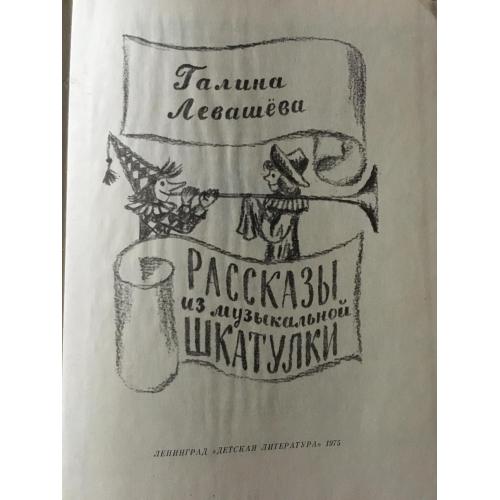 Галина
Левашёва
РАССКАЗЫ
из музыкальной
ШКАТУЛКИ
ЛЕНИНГРАД «ДЕТСКАЯ ЛИТЕРАТУРА» 1975